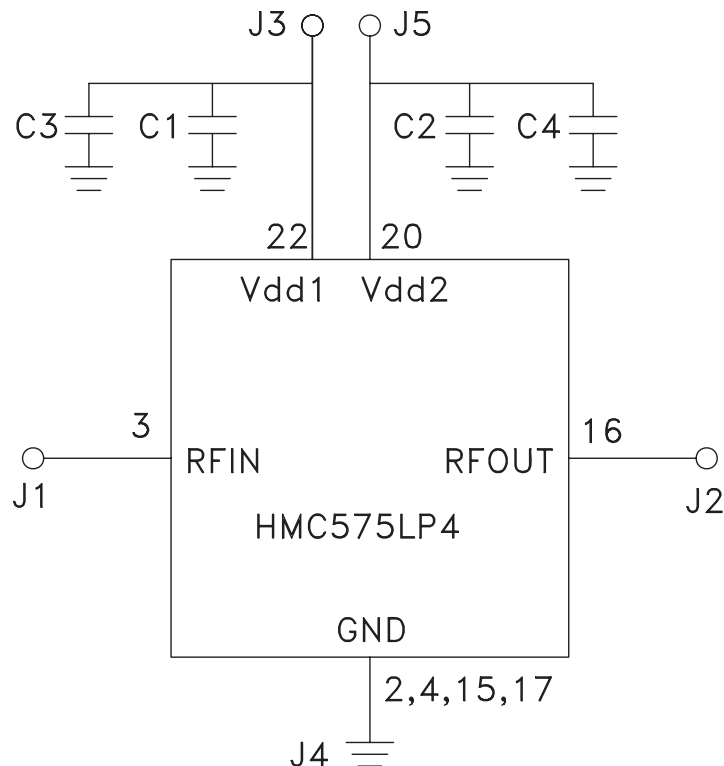 J3
J5
C3
C1
C2
C4
22
20
Vdd1
Vdd2
3
16
RFIN
RFOUT
J1
J2
HMC575LP4
GND
2,4,15,17
J4